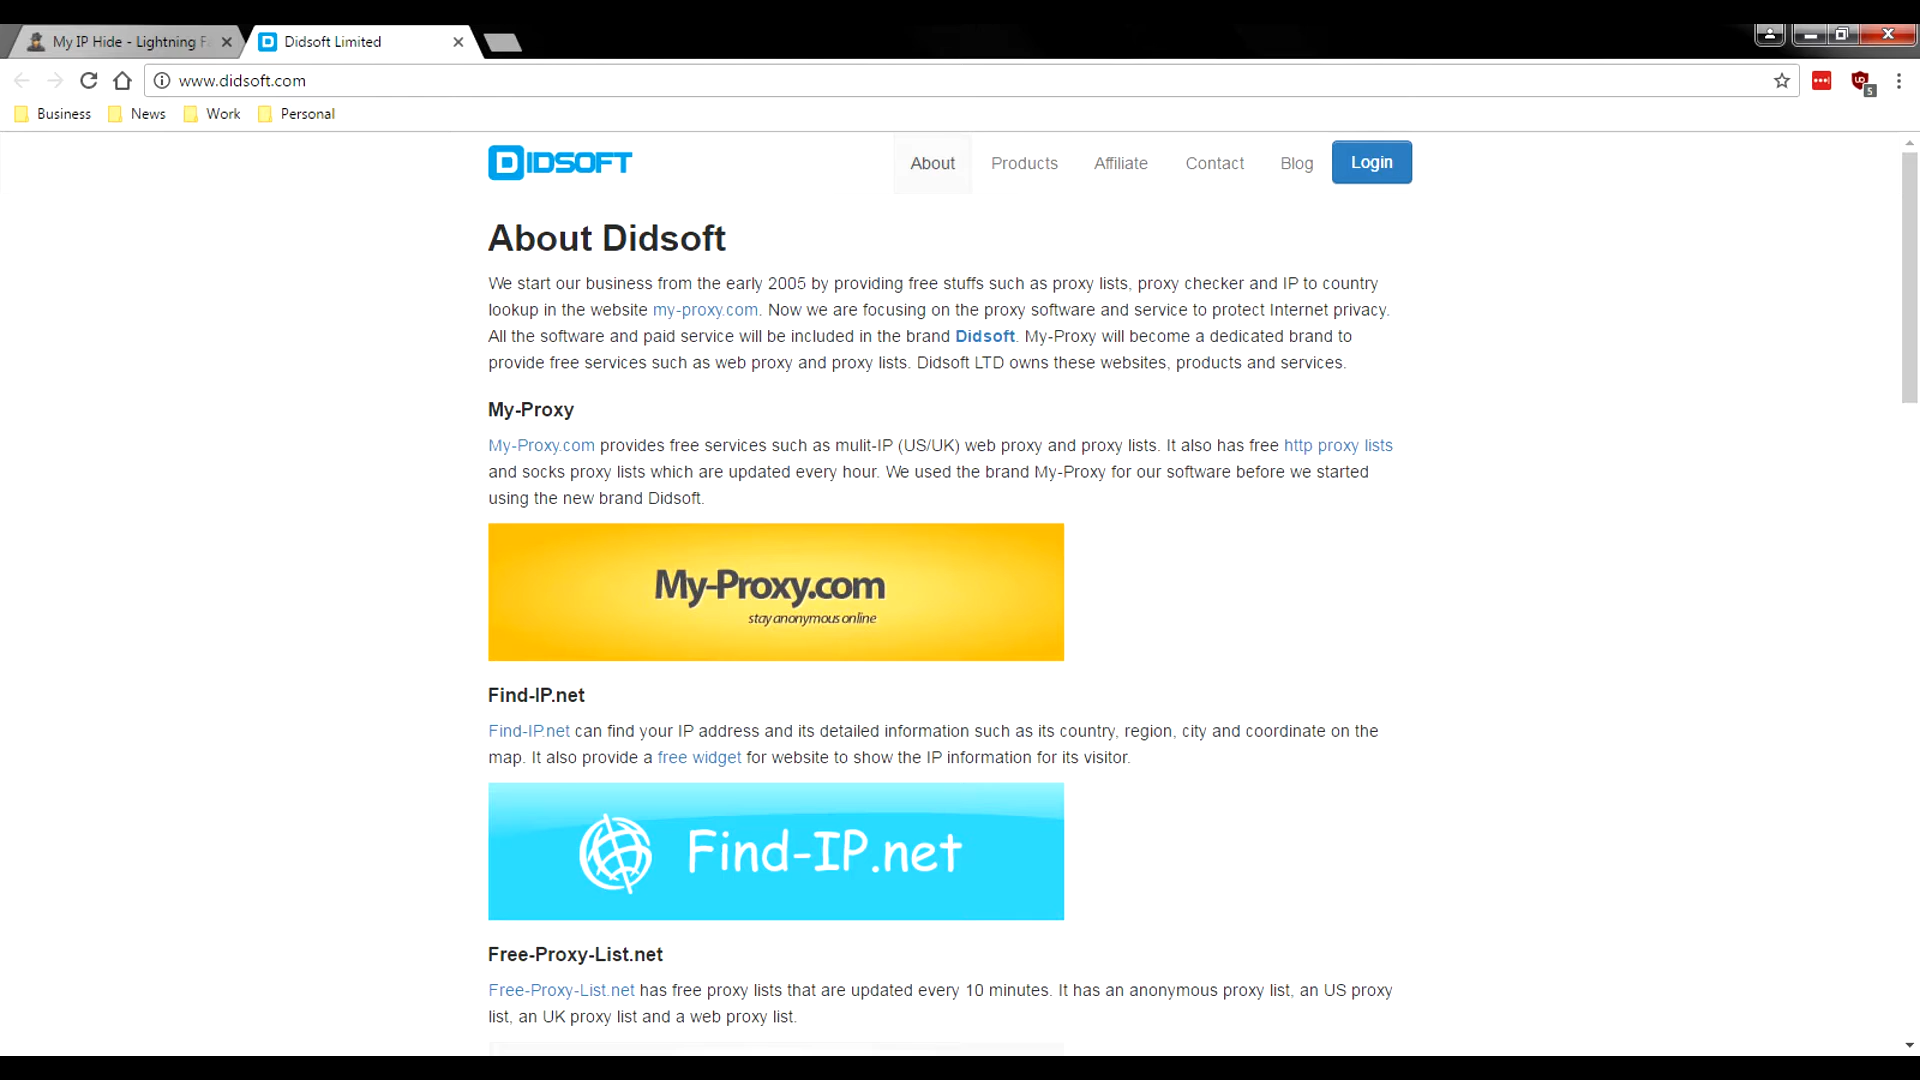 My IP Hide - Lightning F
Didsoft Limited
www.didsoft.com
5
Business
News
Work
Personal
DIDSOFT
About
Products
Affiliate
Contact
Blog
Login
About Didsoft
We start our business from the early 2005 by providing free stuffs such as proxy lists, proxy checker and IP to country
lookup in the website my-proxy.com. Now we are focusing on the proxy software and service to protect Internet privacy.
All the software and paid service will be included in the brand Didsoft. My-Proxy will become a dedicated brand to
provide free services such as web proxy and proxy lists. Didsoft LTD owns these websites, products and services.
My-Proxy
My-Proxy.com provides free services such as mulit-IP (US/UK) web proxy and proxy lists. It also has free http proxy lists
and socks proxy lists which are updated every hour. We used the brand My-Proxy for our software before we started
using the new brand Didsoft.
My-Proxy.com
stay anonymous online
Find-IP.net
Find-IP.net can find your IP address and its detailed information such as its country, region, city and coordinate on the
map. It also provide a free widget for website to show the IP information for its visitor.
Find-IP.net
Free-Proxy-List.net
Free-Proxy-List.net has free proxy lists that are updated every 10 minutes. It has an anonymous proxy list, an US proxy
list, an UK proxy list and a web proxy list.